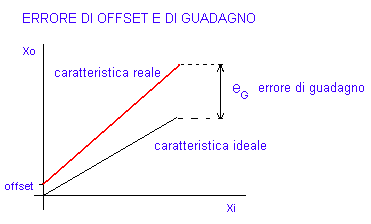 ERRORE DI OFFSET E DI GUADAGNO
Xo
caratteristica reale
eG errore di guadagno
caratteristica ideale
offset
Xi